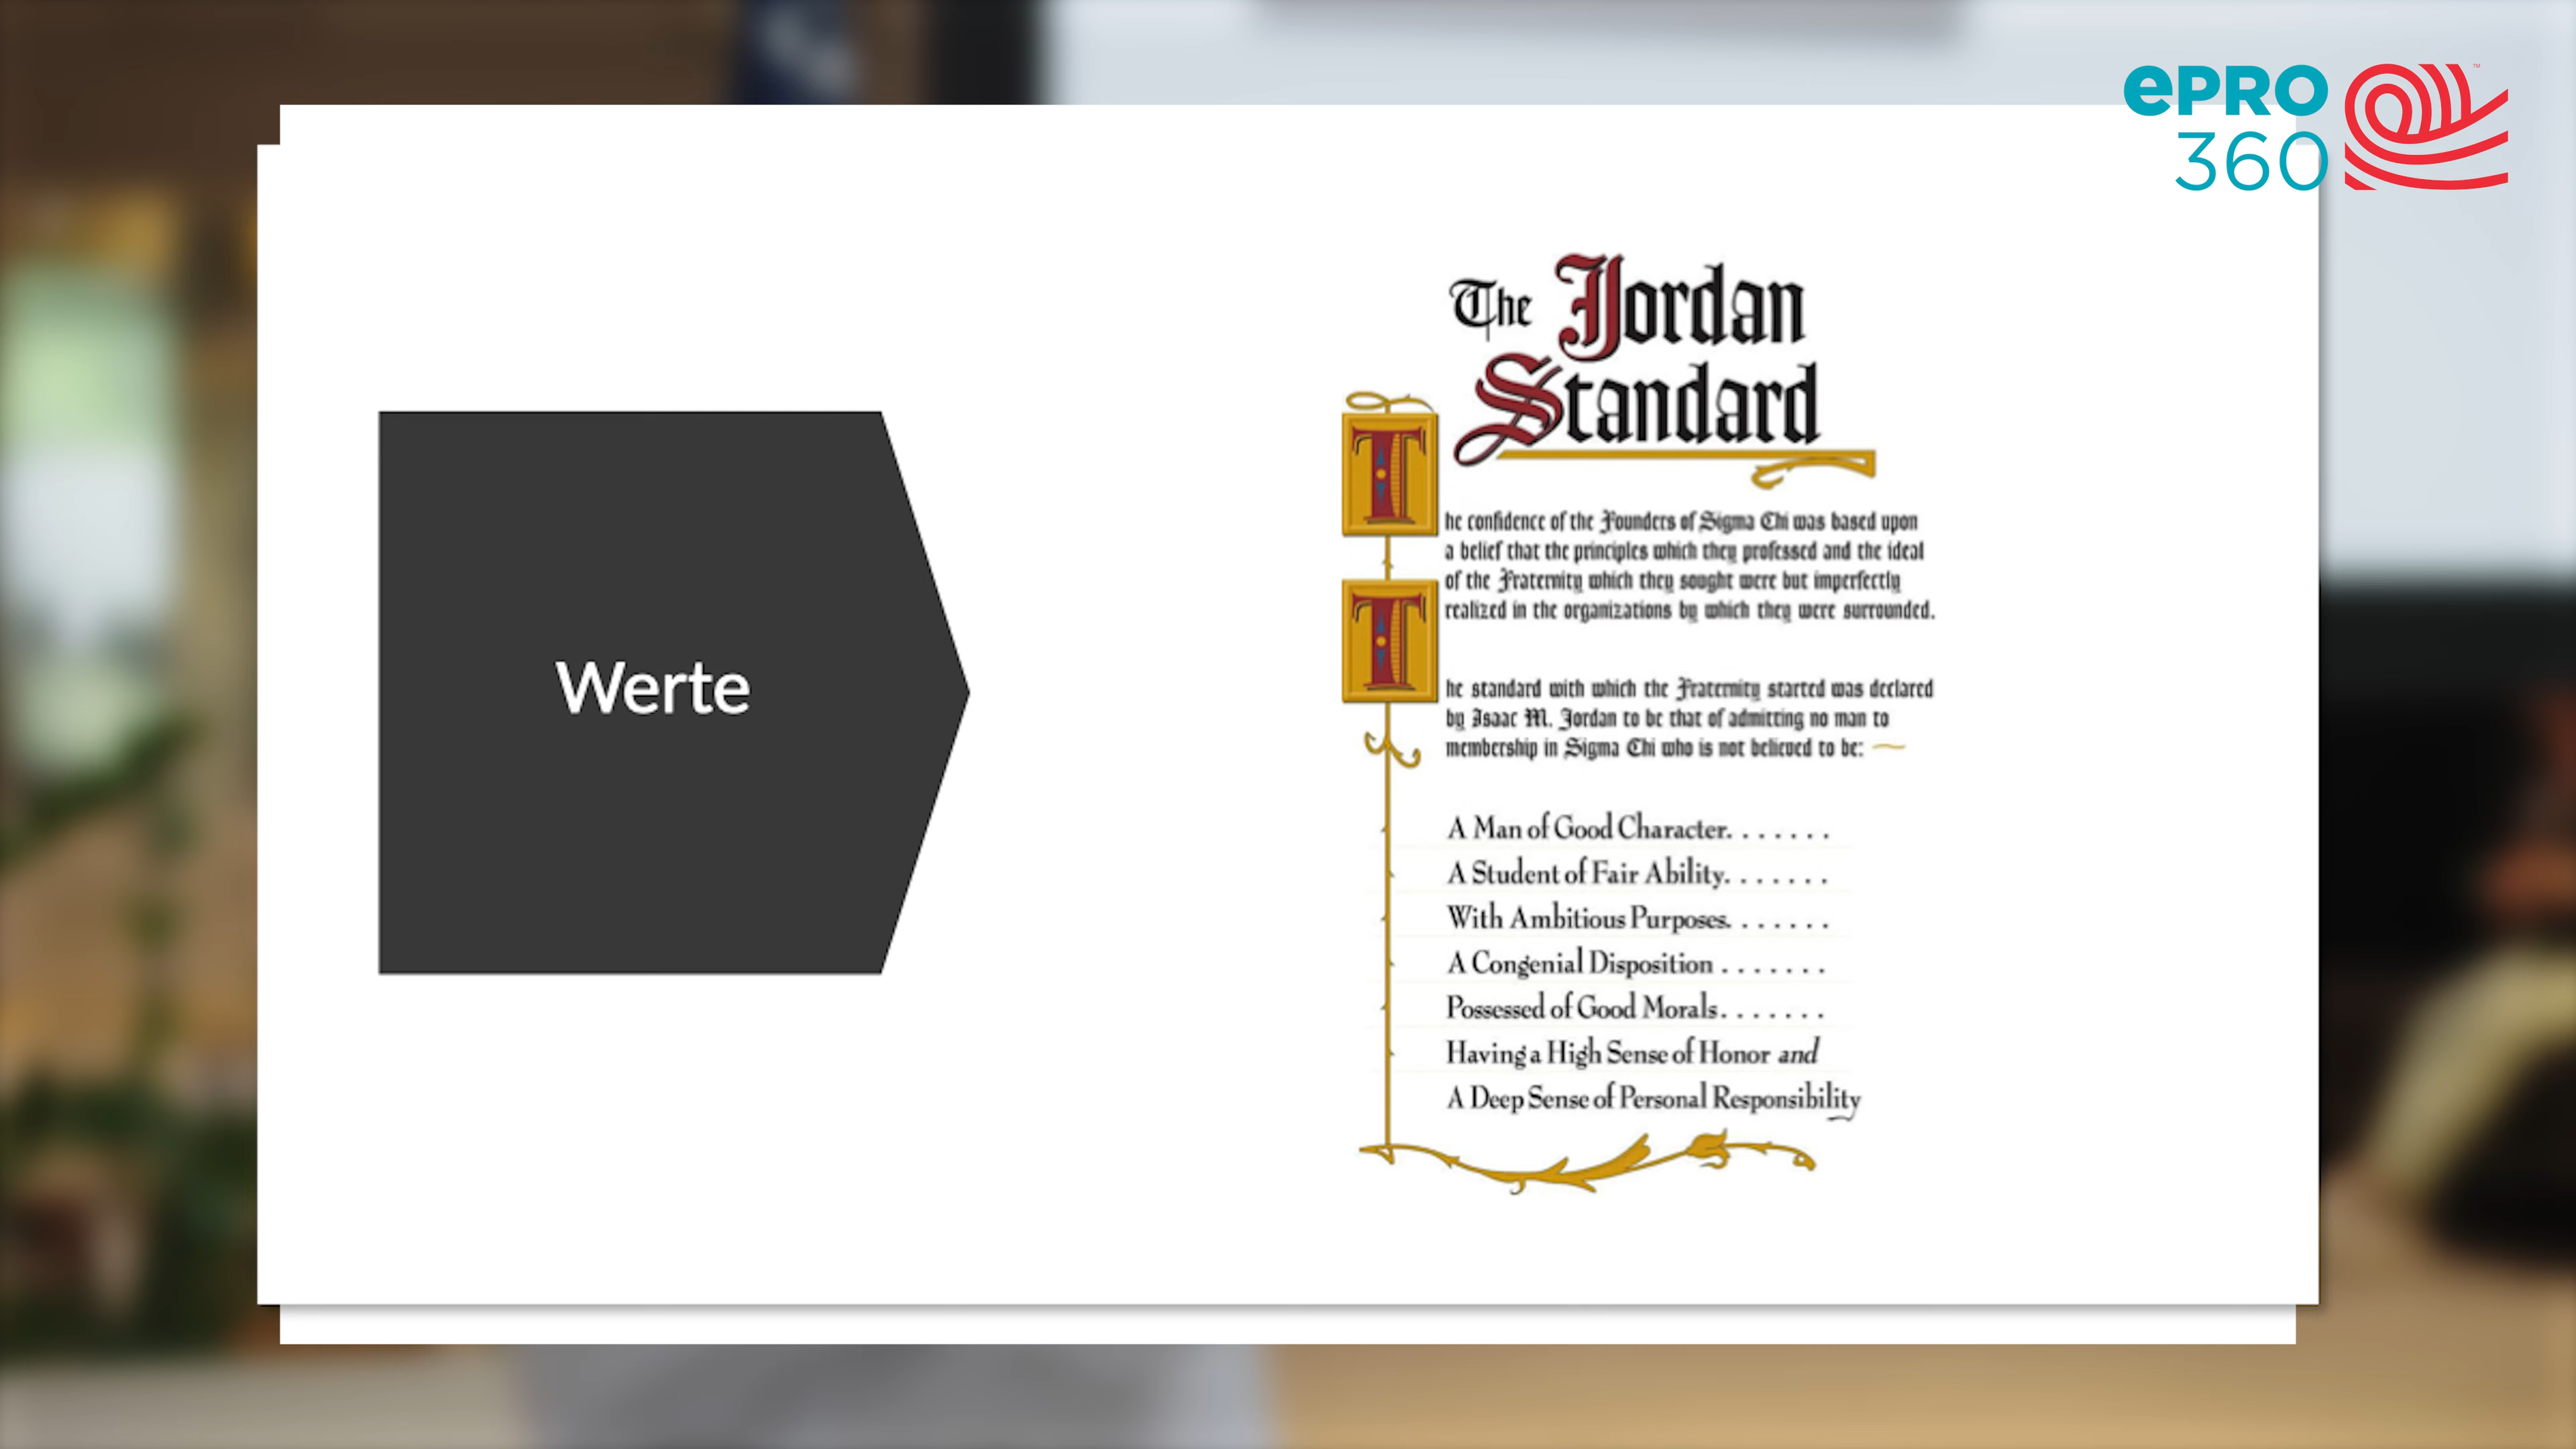 ePRO
360
TM
Werte
The Jordan
Standard
The confidence of the Founders of Sigma Chi was based upon
a belief that the principles which they professed and the ideal
of the Fraternity which they sought were but imperfectly
realized in the organizations by which they were surrounded.
The standard with which the Fraternity started was declared
by Isaac M. Jordan to be that of admitting no man to
membership in Sigma Chi who is not believed to be:
A Man of Good Character. . . . . . .
A Student of Fair Ability. . . . . . .
With Ambitious Purposes. . . . . . .
A Congenial Disposition . . . . . . .
Possessed of Good Morals. . . . . . .
Having a High Sense of Honor and
A Deep Sense of Personal Responsibility